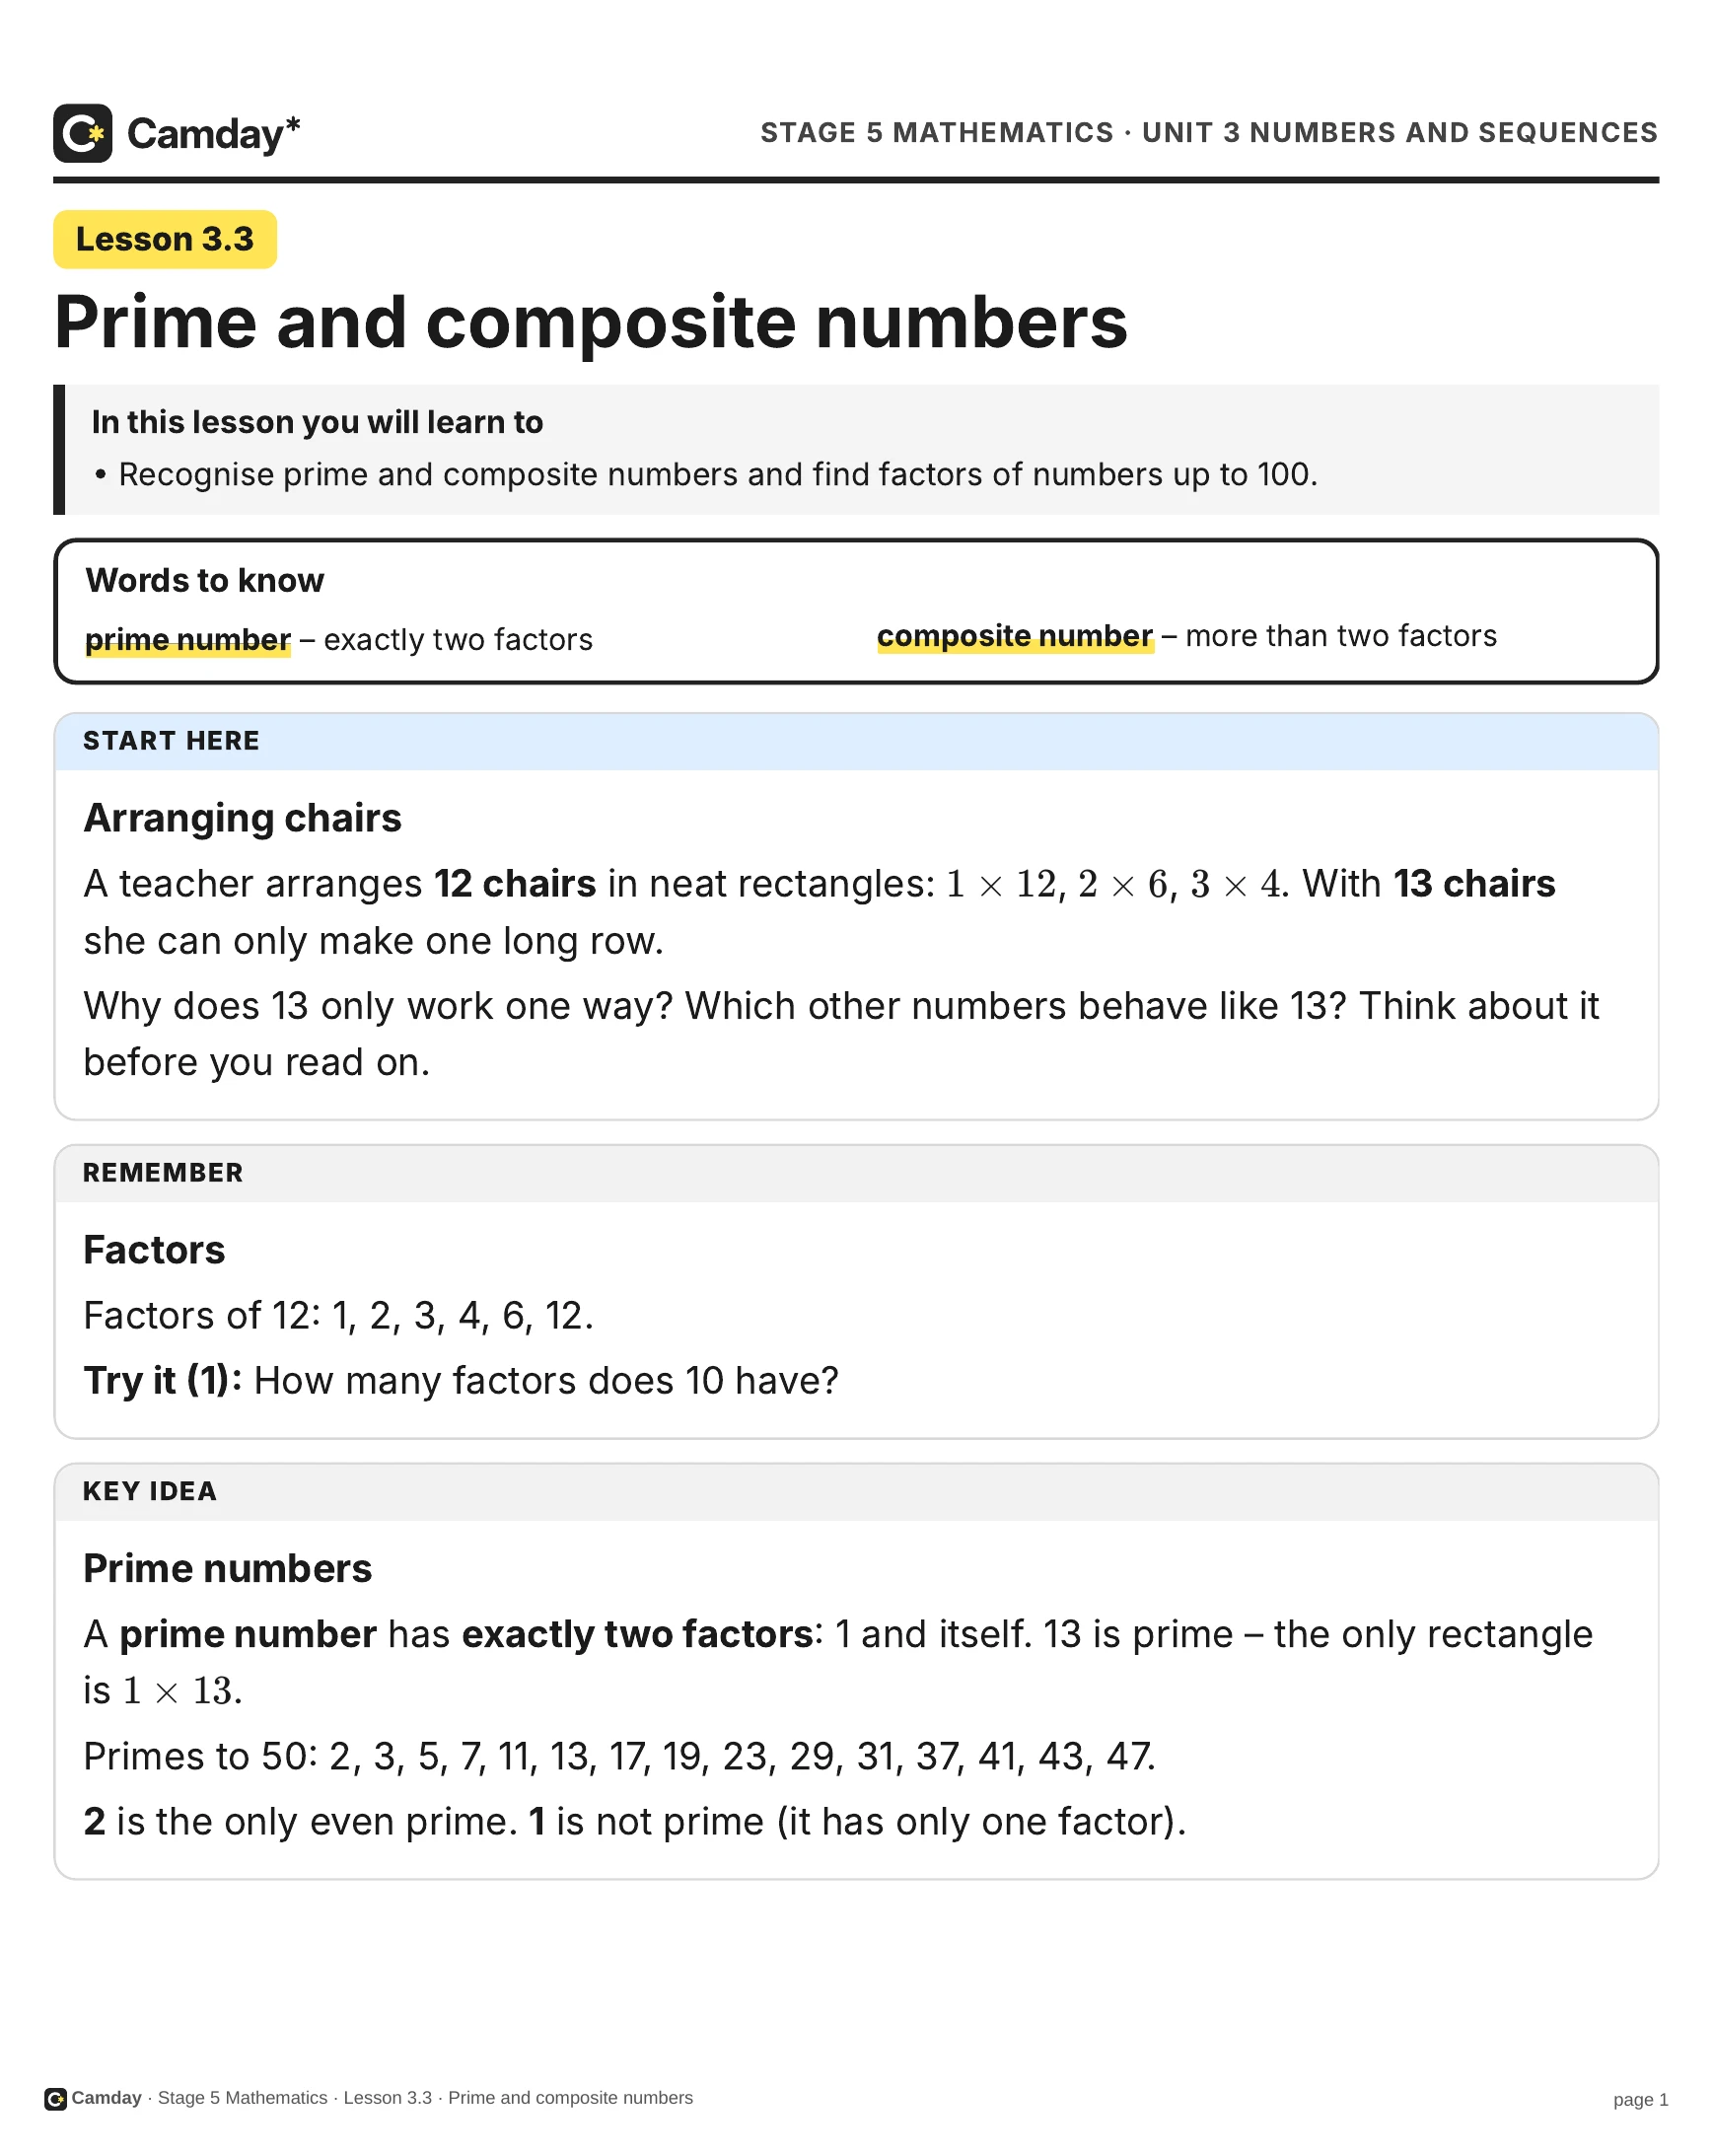 Camday*
STAGE 5 MATHEMATICS · UNIT 3 NUMBERS AND SEQUENCES
Lesson 3.3
Prime and composite numbers
In this lesson you will learn to
• Recognise prime and composite numbers and find factors of numbers up to 100.
Words to know
prime number – exactly two factors
composite number – more than two factors
START HERE
Arranging chairs
A teacher arranges 12 chairs in neat rectangles: 1 × 12, 2 × 6, 3 × 4. With 13 chairs
she can only make one long row.
Why does 13 only work one way? Which other numbers behave like 13? Think about it
before you read on.
REMEMBER
Factors
Factors of 12: 1, 2, 3, 4, 6, 12.
Try it (1): How many factors does 10 have?
KEY IDEA
Prime numbers
A prime number has exactly two factors: 1 and itself. 13 is prime – the only rectangle
is 1 × 13.
Primes to 50: 2, 3, 5, 7, 11, 13, 17, 19, 23, 29, 31, 37, 41, 43, 47.
2 is the only even prime. 1 is not prime (it has only one factor).
Camday · Stage 5 Mathematics · Lesson 3.3 · Prime and composite numbers
page 1